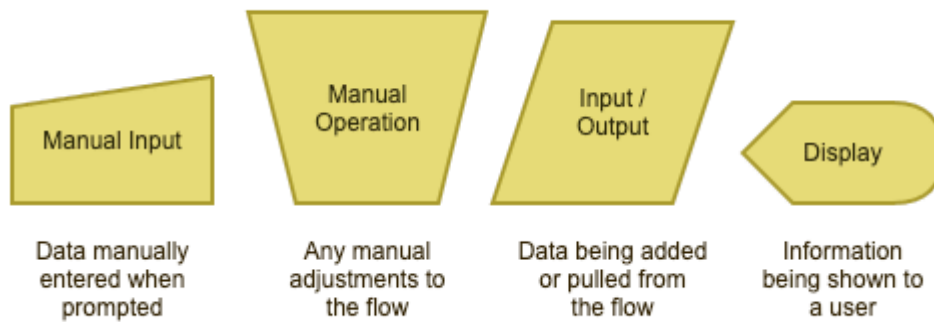 Manual Input
Manual
Operation
Input /
Output
Display
Data manually
entered when
prompted
Any manual
adjustments to
the flow
Data being added
or pulled from
the flow
Information
being shown to
a user